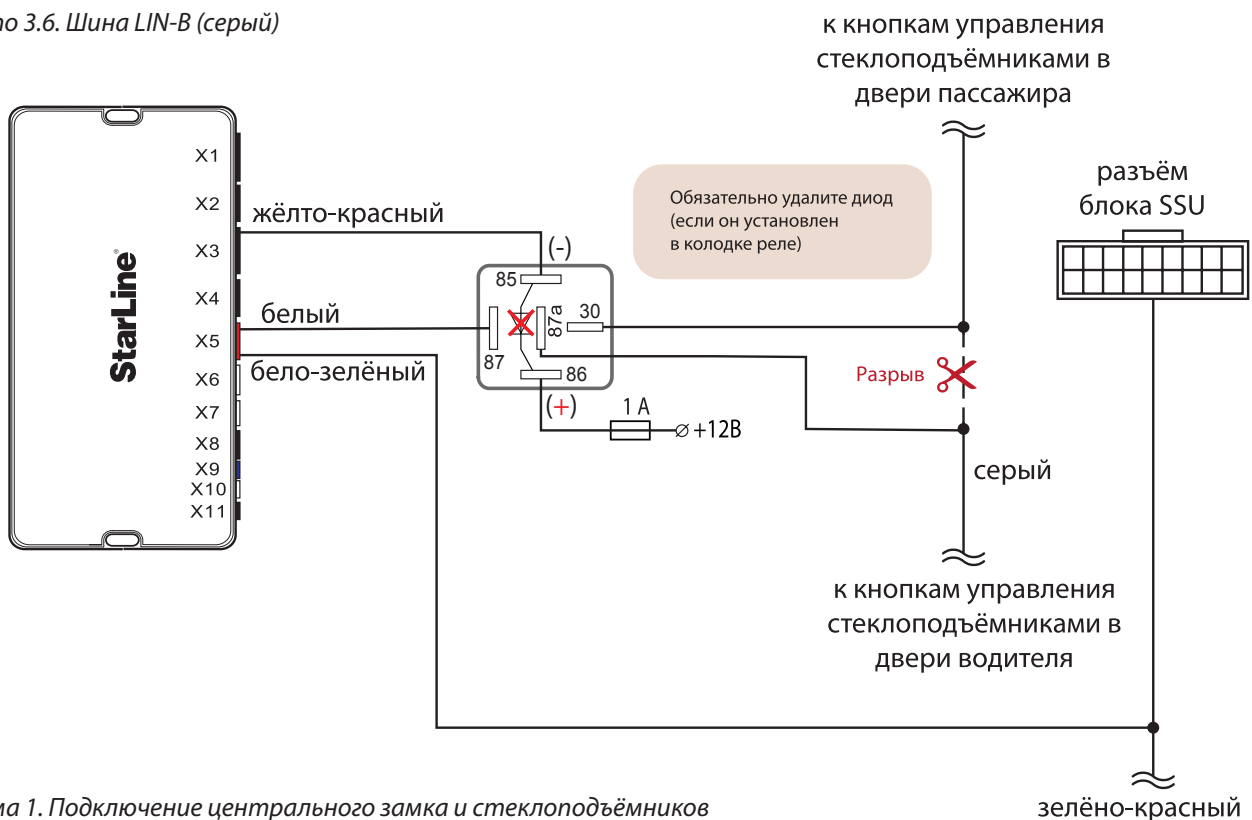 то 3.6. Шина LIN-B (серый)
к кнопкам управления
стеклоподъёмниками в
двери пассажира
разъём
блока SSU
Обязательно удалите диод
(если он установлен
в колодке реле)
StarLine®
X1
X2
X3
X4
X5
X6
X7
X8
X9
X10
X11
жёлто-красный
белый
бело-зелёный
(-)
85
30
87a
87
86
(+)
1 А
+12В
Разрыв
серый
к кнопкам управления
стеклоподъёмниками в
двери водителя
зелёно-красный
ма 1. Подключение центрального замка и стеклоподъёмников